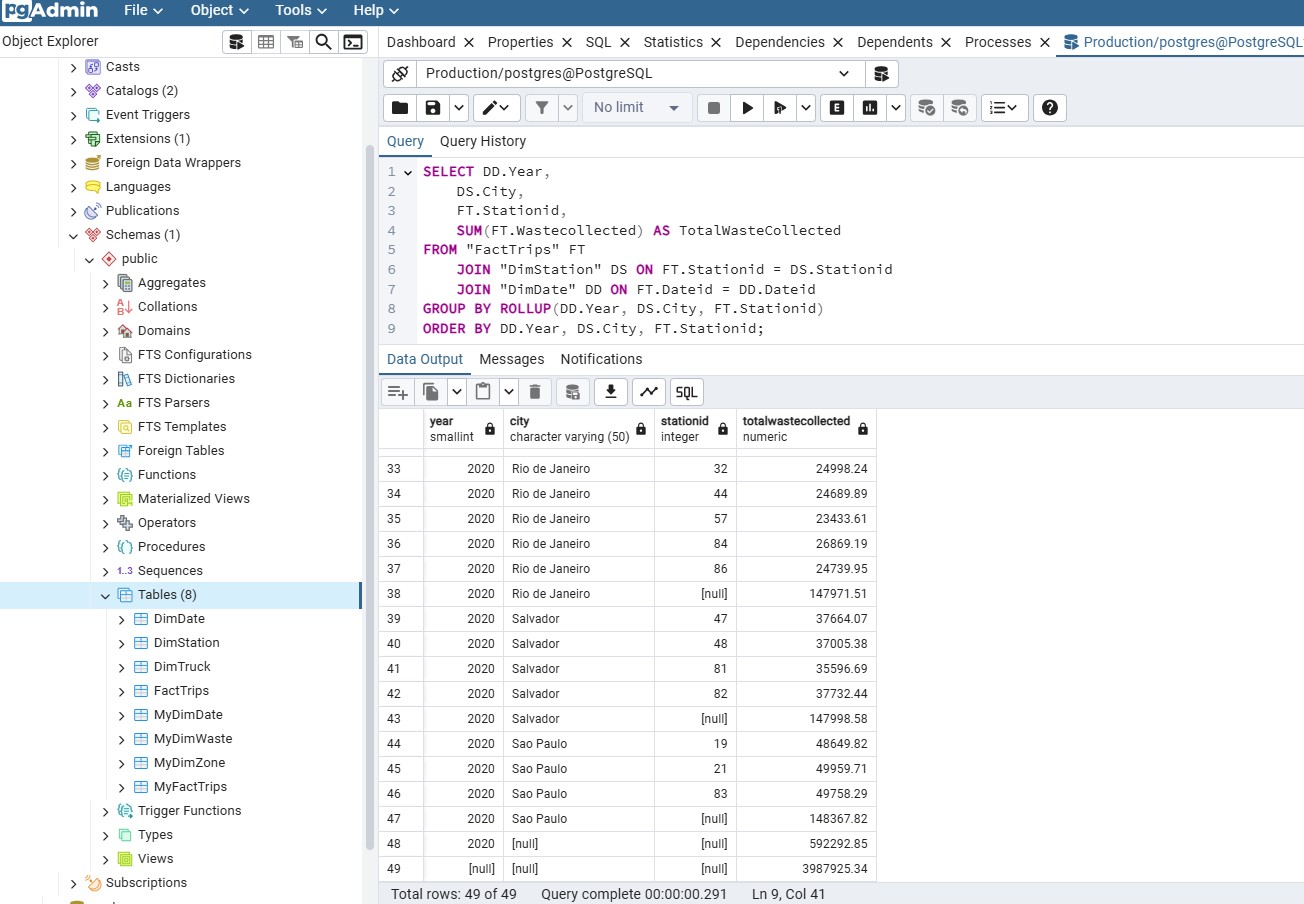 pgAdmin File Object Tools Help
Object Explorer
Dashboard Properties SQL Statistics Dependencies Dependents Processes Production/postgres@PostgreSQL
Casts
Catalogs (2)
Event Triggers
Extensions (1)
Foreign Data Wrappers
Languages
Publications
Schemas (1)
public
Aggregates
Collations
Domains
FTS Configurations
FTS Dictionaries
Aa FTS Parsers
FTS Templates
Foreign Tables
Functions
Materialized Views
Operators
Procedures
1..3 Sequences
Tables (8)
DimDate
DimStation
DimTruck
FactTrips
MyDimDate
MyDimWaste
MyDimZone
MyFactTrips
Trigger Functions
Types
Views
Subscriptions
Production/postgres@PostgreSQL
No limit E
Query Query History
1 SELECT DD.Year,
2 DS.City,
3 FT.Stationid,
4 SUM(FT.Wastecollected) AS TotalWasteCollected
5 FROM "FactTrips" FT
6 JOIN "DimStation" DS ON FT.Stationid = DS.Stationid
7 JOIN "DimDate" DD ON FT.Dateid = DD.Dateid
8 GROUP BY ROLLUP(DD.Year, DS.City, FT.Stationid)
9 ORDER BY DD.Year, DS.City, FT.Stationid;
Data Output Messages Notifications
SQL
year city stationid totalwastecollected
smallint character varying (50) integer numeric
33 2020 Rio de Janeiro 32 24998.24
34 2020 Rio de Janeiro 44 24689.89
35 2020 Rio de Janeiro 57 23433.61
36 2020 Rio de Janeiro 84 26869.19
37 2020 Rio de Janeiro 86 24739.95
38 2020 Rio de Janeiro [null] 147971.51
39 2020 Salvador 47 37664.07
40 2020 Salvador 48 37005.38
41 2020 Salvador 81 35596.69
42 2020 Salvador 82 37732.44
43 2020 Salvador [null] 147998.58
44 2020 Sao Paulo 19 48649.82
45 2020 Sao Paulo 21 49959.71
46 2020 Sao Paulo 83 49758.29
47 2020 Sao Paulo [null] 148367.82
48 2020 [null] [null] 592292.85
49 [null] [null] [null] 3987925.34
Total rows: 49 of 49 Query complete 00:00:00.291 Ln 9, Col 41